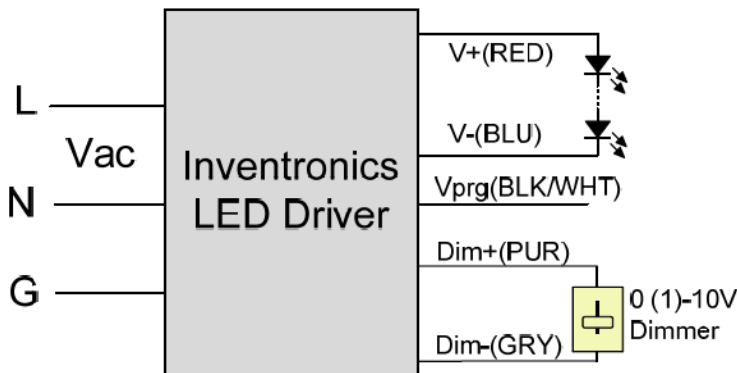 L
Vac
N
G
Inventronics
LED Driver
V+(RED)
V-(BLU)
Vprg(BLK/WHT)
Dim+(PUR)
Dim-(GRY)
0 (1)-10V
Dimmer